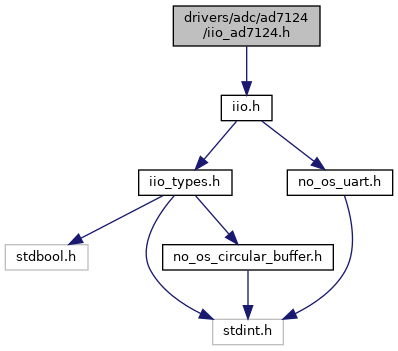 drivers/adc/ad7124
/iio_ad7124.h
iio.h
iio_types.h
no_os_uart.h
stdbool.h
no_os_circular_buffer.h
stdint.h